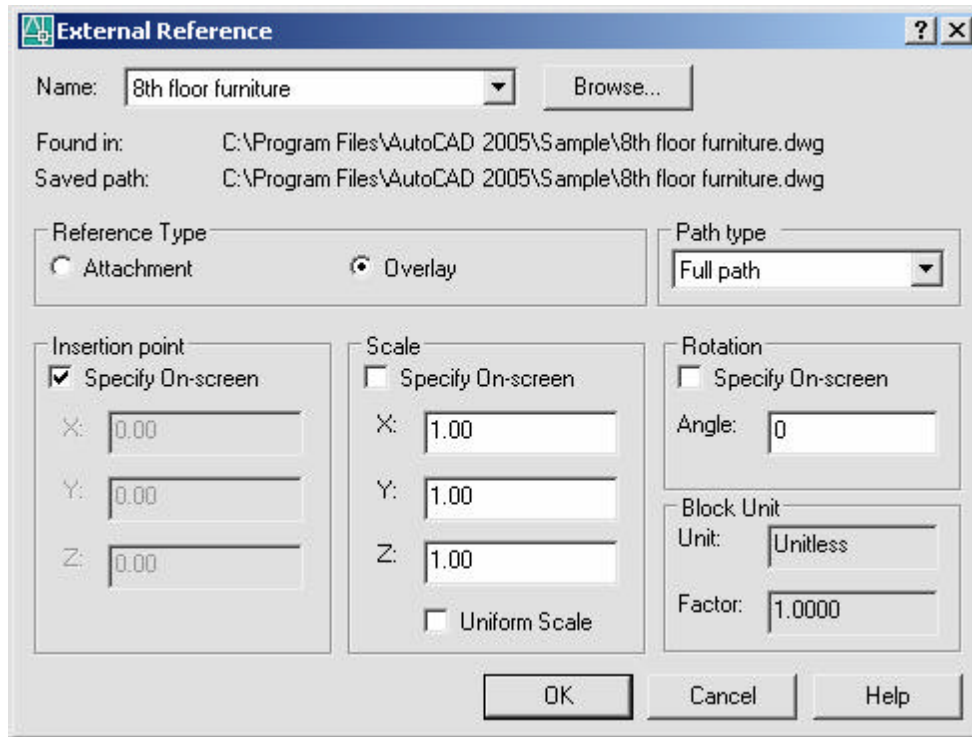 External Reference
Name: 8th floor furniture Browse...
Found in: C:\Program Files\AutoCAD 2005\Sample\8th floor furniture.dwg
Saved path: C:\Program Files\AutoCAD 2005\Sample\8th floor furniture.dwg
Reference Type
Attachment Overlay
Path type
Full path
Insertion point
Specify On-screen
X: 0.00
Y: 0.00
Z: 0.00
Scale
Specify On-screen
X: 1.00
Y: 1.00
Z: 1.00
Uniform Scale
Rotation
Specify On-screen
Angle: 0
Block Unit
Unit: Unitless
Factor: 1.0000
OK Cancel Help